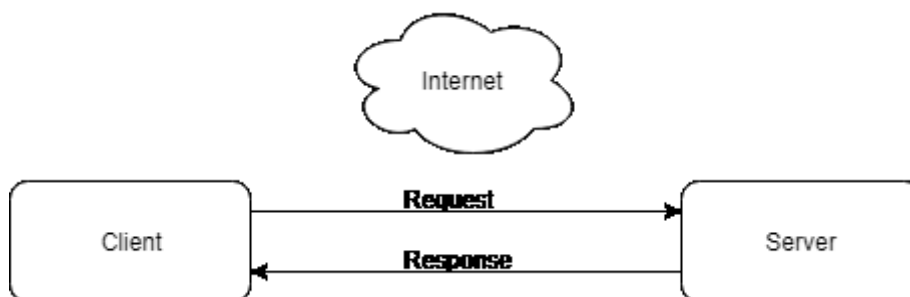 Internet
Request
Client
Server
Response